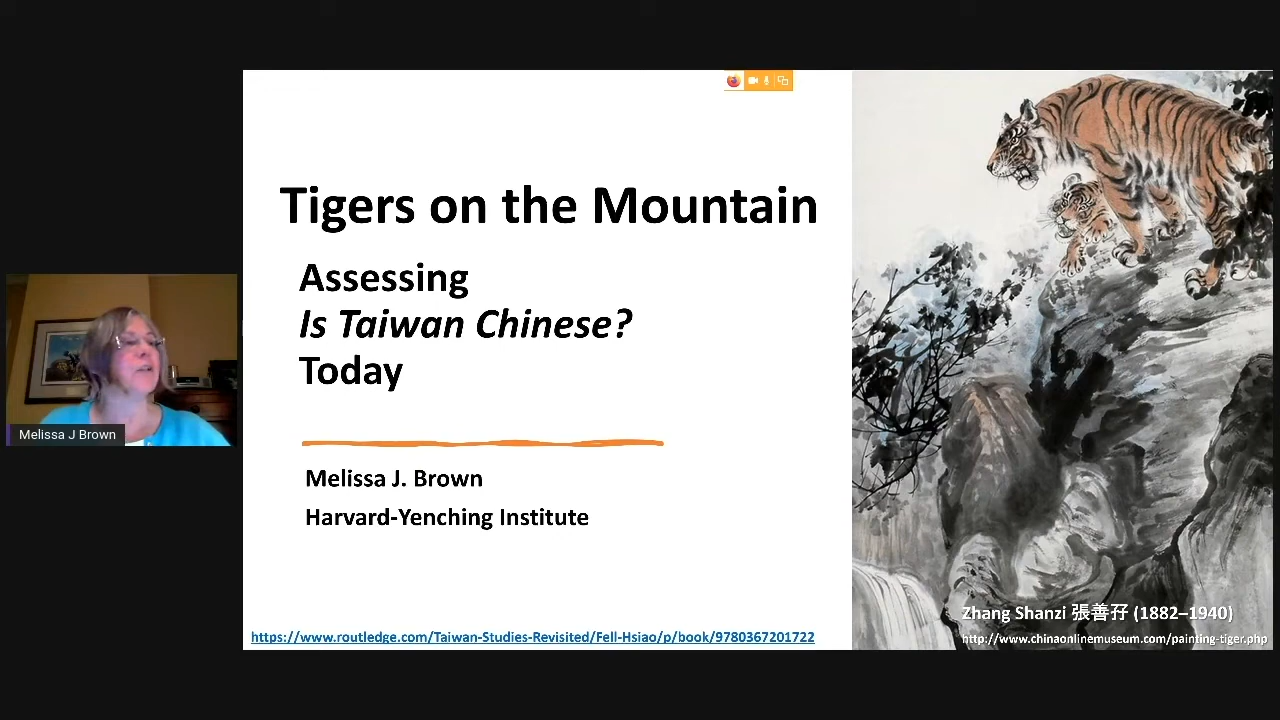 Tigers on the Mountain
Assessing
Is Taiwan Chinese?
Today
Melissa J. Brown
Harvard-Yenching Institute
https://www.routledge.com/Taiwan-Studies-Revisited/Fell-Hsiao/p/book/9780367201722
Zhang Shanzi 張善孖 (1882–1940)
http://www.chinaonlinemuseum.com/painting-tiger.php
Melissa J Brown